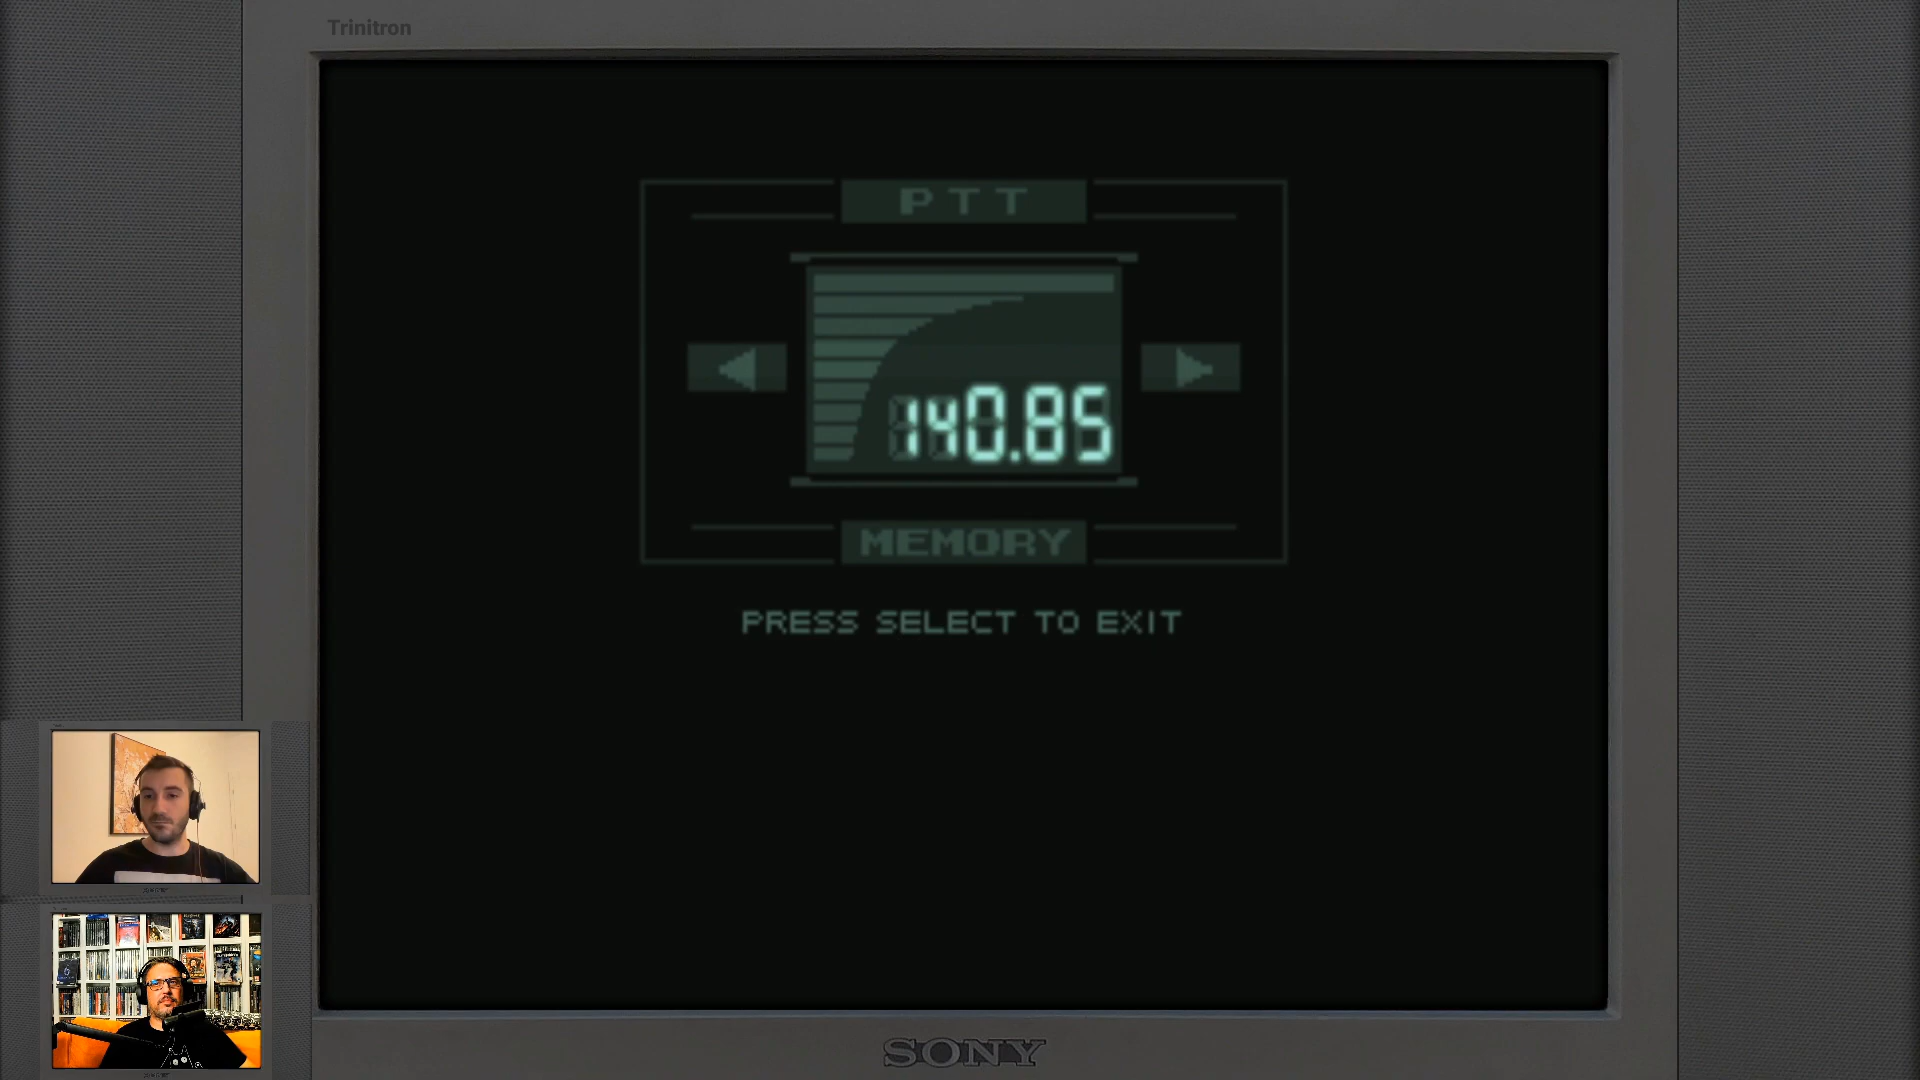 Trinitron
PTT
140.85
MEMORY
PRESS SELECT TO EXIT
SONY